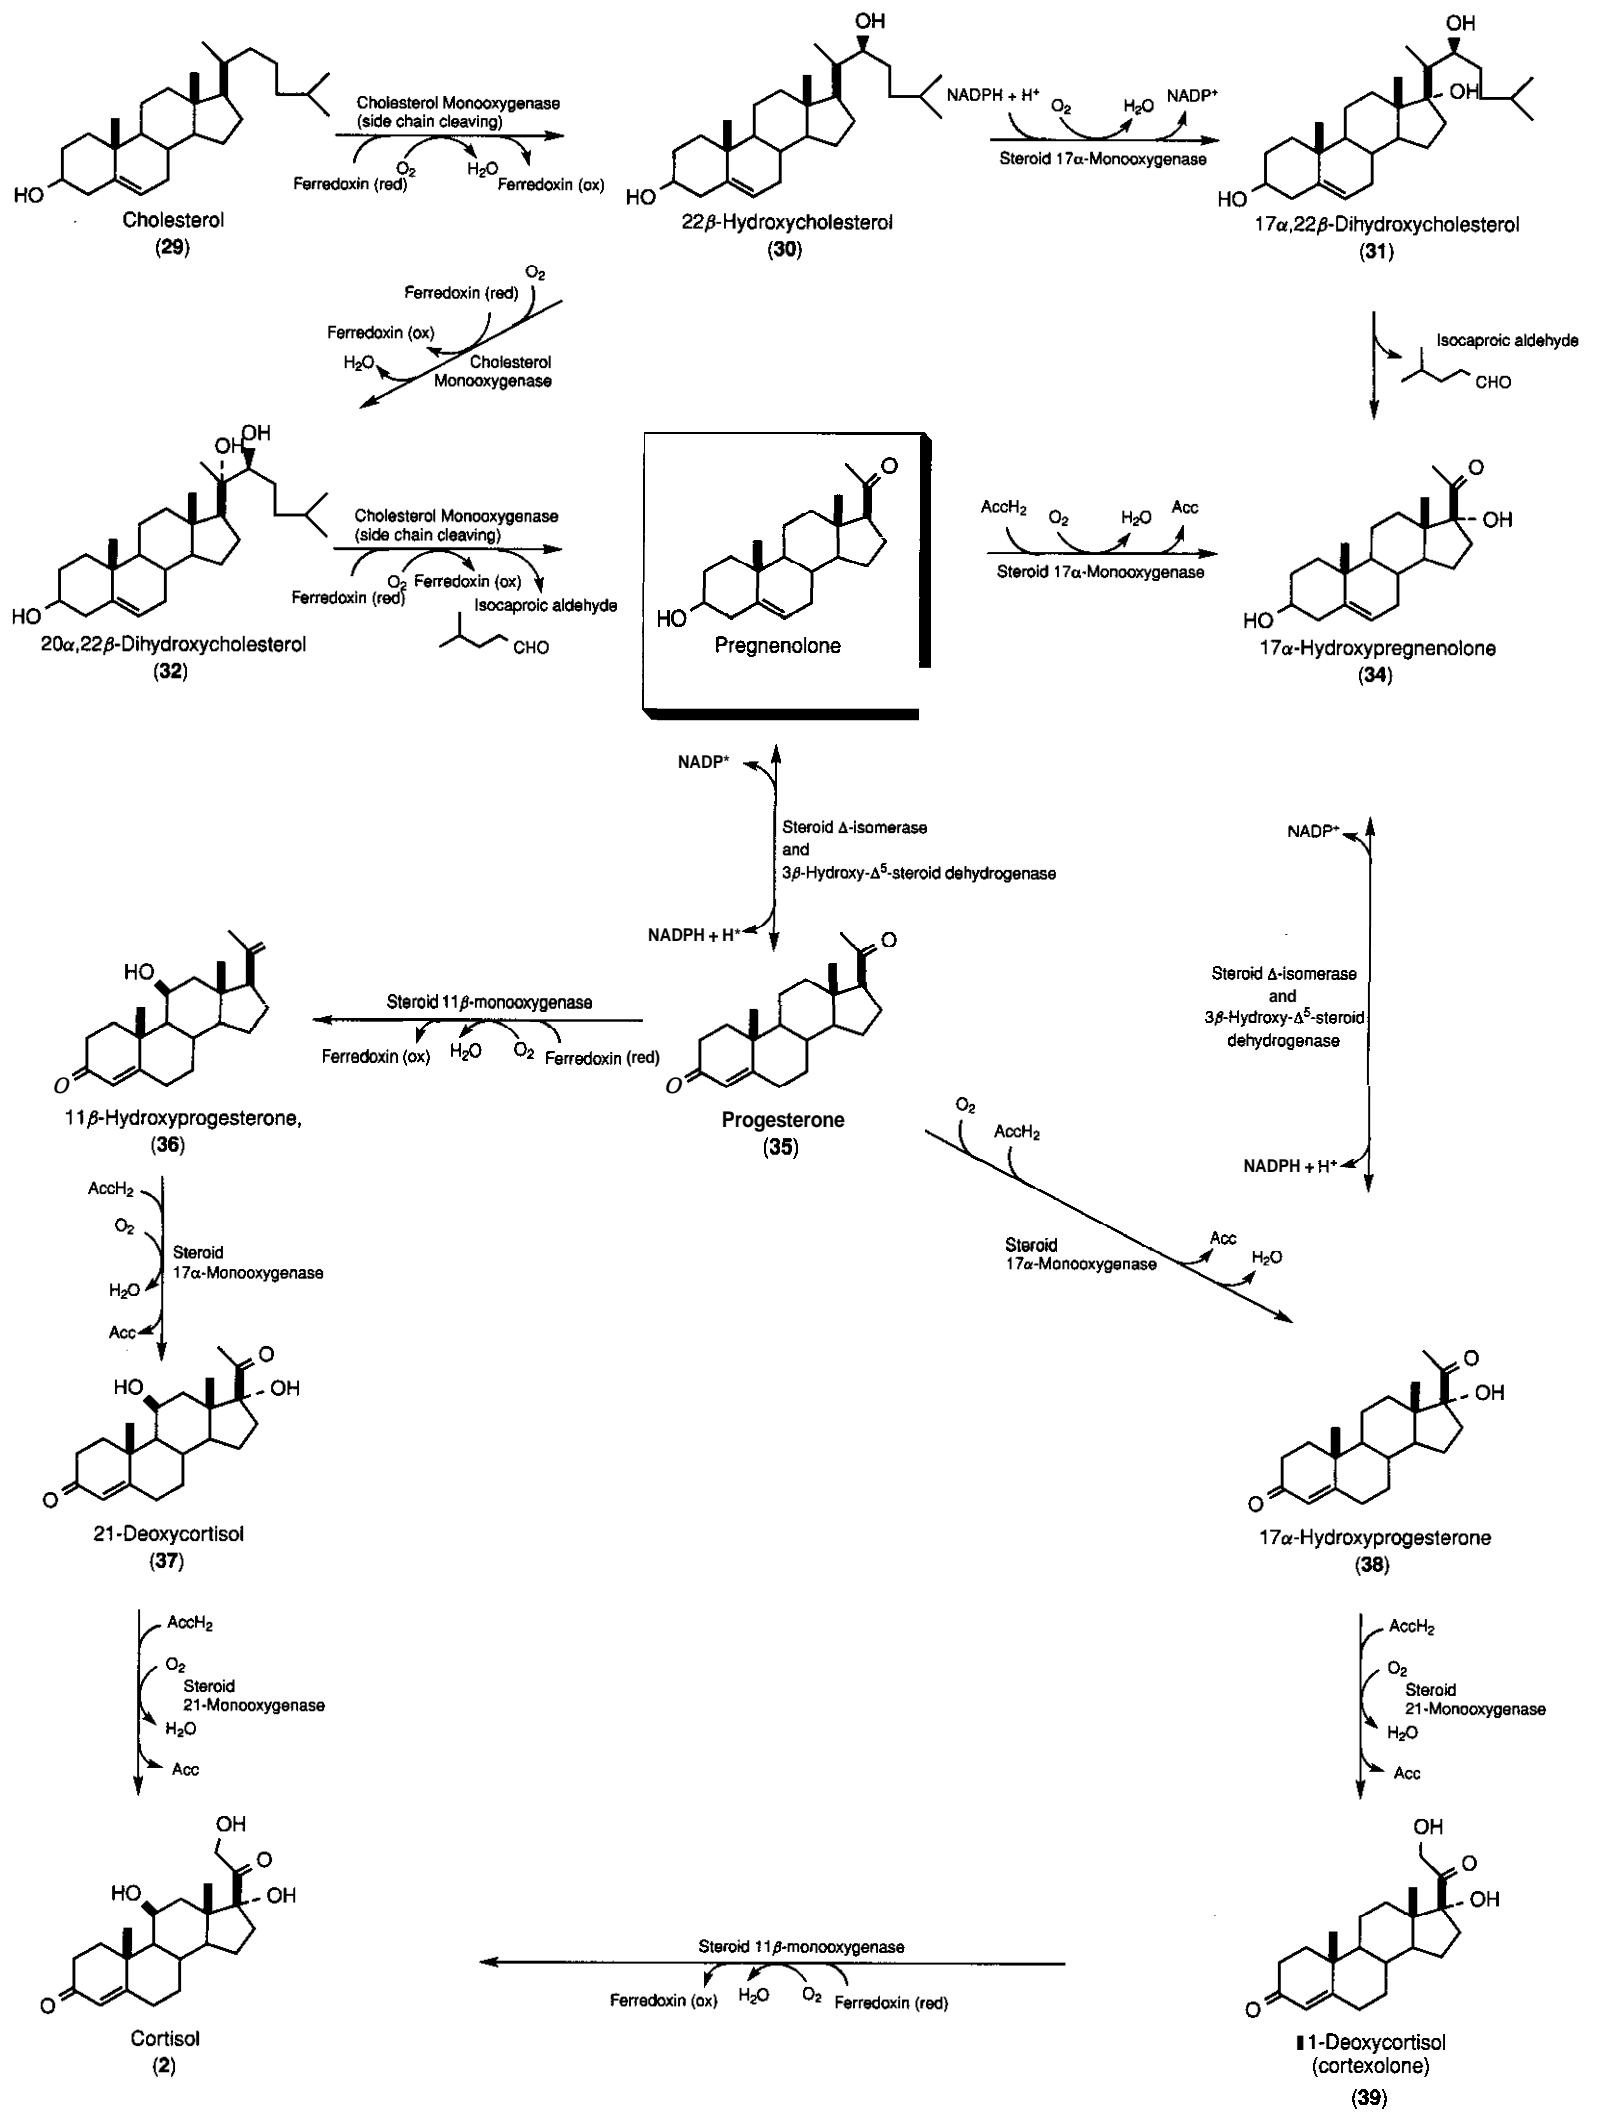 OH
OH
HO
Cholesterol
(29)
Cholesterol Monooxygenase
(side chain cleaving)
Ferredoxin (red)
O2
H2O
Ferredoxin (ox)
HO
22β-Hydroxycholesterol
(30)
NADPH + H+
O2
H2O
NADP+
Steroid 17α-Monooxygenase
OH
HO
17α,22β-Dihydroxycholesterol
(31)
O2
Ferredoxin (red)
Ferredoxin (ox)
H2O
Cholesterol
Monooxygenase
Isocaproic aldehyde
CHO
OH
OH
HO
20α,22β-Dihydroxycholesterol
(32)
Cholesterol Monooxygenase
(side chain cleaving)
Ferredoxin (red)
O2
Ferredoxin (ox)
Isocaproic aldehyde
CHO
O
HO
Pregnenolone
AccH2
O2
H2O
Acc
Steroid 17α-Monooxygenase
O
OH
HO
17α-Hydroxypregnenolone
(34)
NADP*
Steroid Δ-isomerase
and
3β-Hydroxy-Δ5-steroid dehydrogenase
NADPH + H*
NADP+
Steroid Δ-isomerase
and
3β-Hydroxy-Δ5-steroid
dehydrogenase
NADPH + H+
HO
O
11β-Hydroxyprogesterone,
(36)
Steroid 11β-monooxygenase
Ferredoxin (ox)
H2O
O2
Ferredoxin (red)
O
O
Progesterone
(35)
O2
AccH2
Steroid
17α-Monooxygenase
Acc
H2O
AccH2
O2
Steroid
17α-Monooxygenase
H2O
Acc
O
HO
OH
O
21-Deoxycortisol
(37)
O
OH
O
17α-Hydroxyprogesterone
(38)
AccH2
O2
Steroid
21-Monooxygenase
H2O
Acc
AccH2
O2
Steroid
21-Monooxygenase
H2O
Acc
OH
O
HO
OH
O
Cortisol
(2)
Steroid 11β-monooxygenase
Ferredoxin (ox)
H2O
O2
Ferredoxin (red)
OH
O
OH
O
11-Deoxycortisol
(cortexolone)
(39)